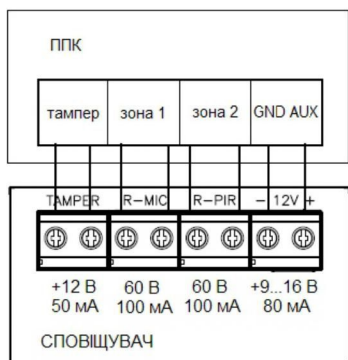 ППК
тампер зона 1 зона 2 GND AUX
TAMPER R-MIC R-PIR - 12V +
+12 В 60 В 60 В +9...16 В
50 мА 100 мА 100 мА 80 мА
СПОВІЩУВАЧ